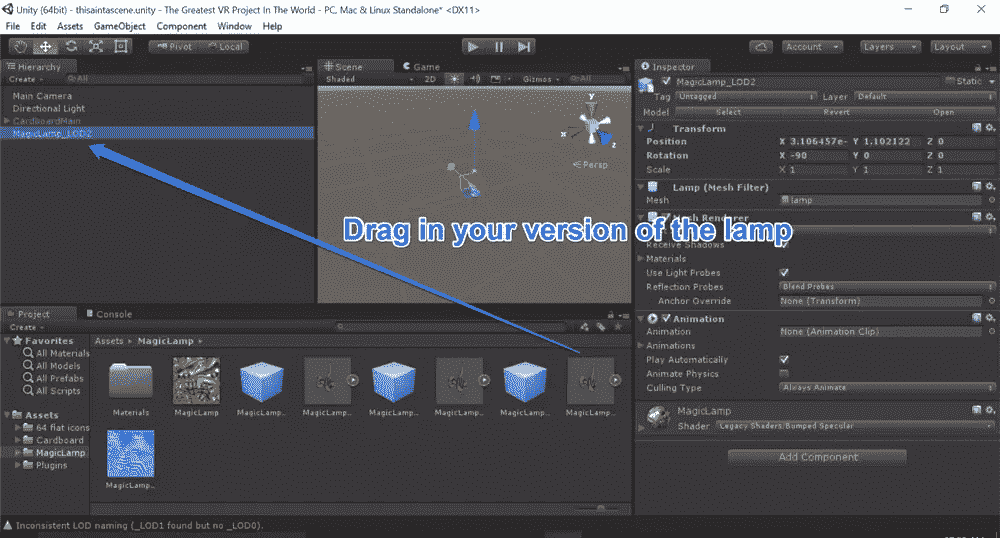 Unity (64bit) - thisaintascene.unity - The Greatest VR Project In The World - PC, Mac & Linux Standalone* <DX11>
File Edit Assets GameObject Component Window Help
Pivot Local Account Layers Layout
Hierarchy
Create All
Main Camera
Directional Light
CardboardMain
MagicLamp_LOD2
Scene Game
Shaded 2D Gizmos All
y
x
z
Persp
Drag in your version of the lamp
Inspector
MagicLamp_LOD2 Static
Tag Untagged Layer Default
Model Select Revert Open
Transform
Position X 3.106457e- Y 1.102122 Z 0
Rotation X -90 Y 0 Z 0
Scale X 1 Y 1 Z 1
Lamp (Mesh Filter)
Mesh lamp
Mesh Renderer
Receive Shadows
Materials
Use Light Probes
Reflection Probes Blend Probes
Anchor Override None (Transform)
Animation
Animation None (Animation Clip)
Animations
Play Automatically
Animate Physics
Culling Type Always Animate
MagicLamp
Shader Legacy Shaders/Bumped Specular
Add Component
Project Console
Create
Favorites
All Materials
All Models
All Prefabs
All Scripts
Assets
64 flat icons
Cardboard
MagicLamp
Plugins
Assets MagicLamp
Materials MagicLamp MagicLamp... MagicLamp... MagicLamp... MagicLamp... MagicLamp... MagicLamp...
MagicLamp...
Inconsistent LOD naming (_LOD1 found but no _LOD0).